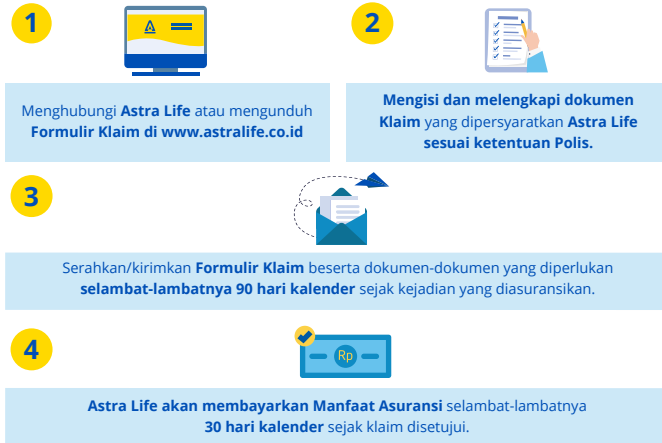 1
Menghubungi Astra Life atau mengunduh
Formulir Klaim di www.astralife.co.id
2
Mengisi dan melengkapi dokumen
Klaim yang dipersyaratkan Astra Life
sesuai ketentuan Polis.
3
Serahkan/kirimkan Formulir Klaim beserta dokumen-dokumen yang diperlukan
selambat-lambatnya 90 hari kalender sejak kejadian yang diasuransikan.
4
Rp
Astra Life akan membayarkan Manfaat Asuransi selambat-lambatnya
30 hari kalender sejak klaim disetujui.